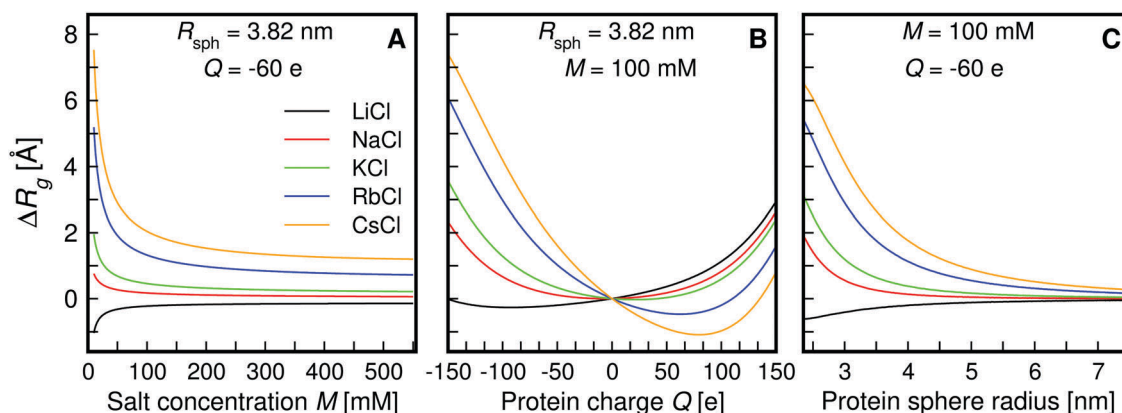 R_sph = 3.82 nm
Q = -60 e
A
R_sph = 3.82 nm
M = 100 mM
B
M = 100 mM
Q = -60 e
C
LiCl
NaCl
KCl
RbCl
CsCl
ΔR_g [Å]
8
6
4
2
0
0 100 200 300 400 500
-150 -100 -50 0 50 100 150
3 4 5 6 7
Salt concentration M [mM]
Protein charge Q [e]
Protein sphere radius [nm]